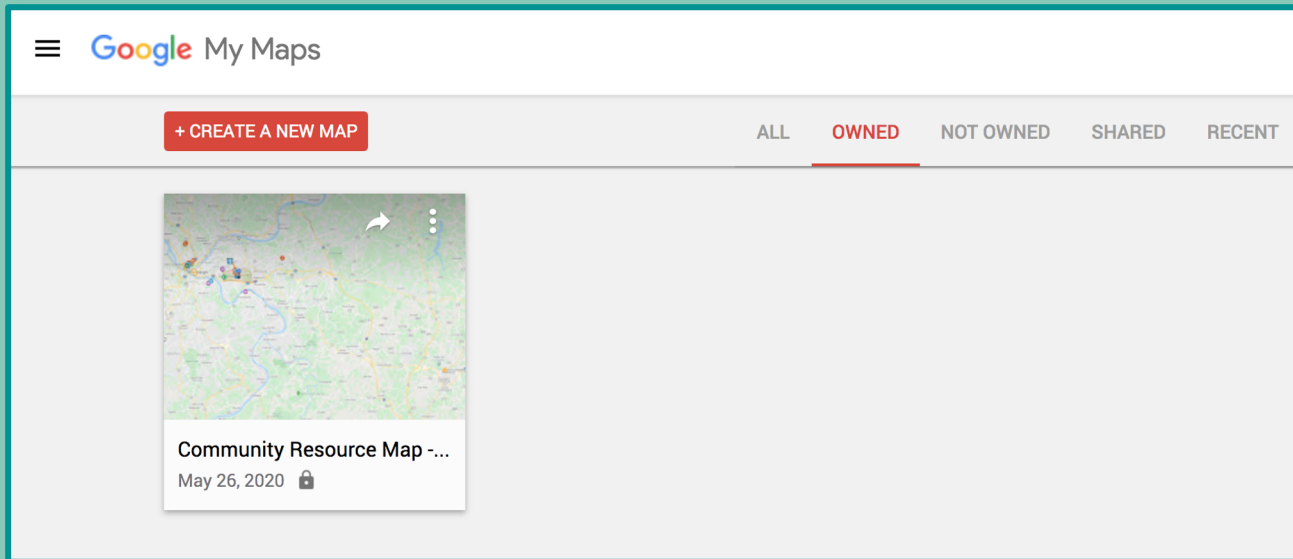 Google My Maps
+ CREATE A NEW MAP
ALL OWNED NOT OWNED SHARED RECENT
Community Resource Map -...
May 26, 2020